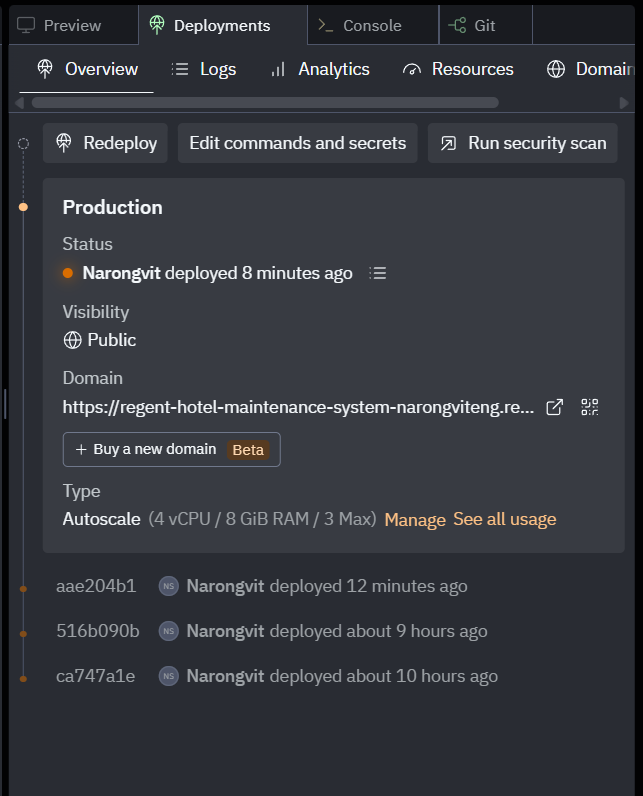 Preview Deployments Console Git
Overview Logs Analytics Resources Domain
Redeploy Edit commands and secrets Run security scan
Production
Status
Narongvit deployed 8 minutes ago
Visibility
Public
Domain
https://regent-hotel-maintenance-system-narongviteng.re...
+ Buy a new domain Beta
Type
Autoscale (4 vCPU / 8 GiB RAM / 3 Max) Manage See all usage
aae204b1 NS Narongvit deployed 12 minutes ago
516b090b NS Narongvit deployed about 9 hours ago
ca747a1e NS Narongvit deployed about 10 hours ago